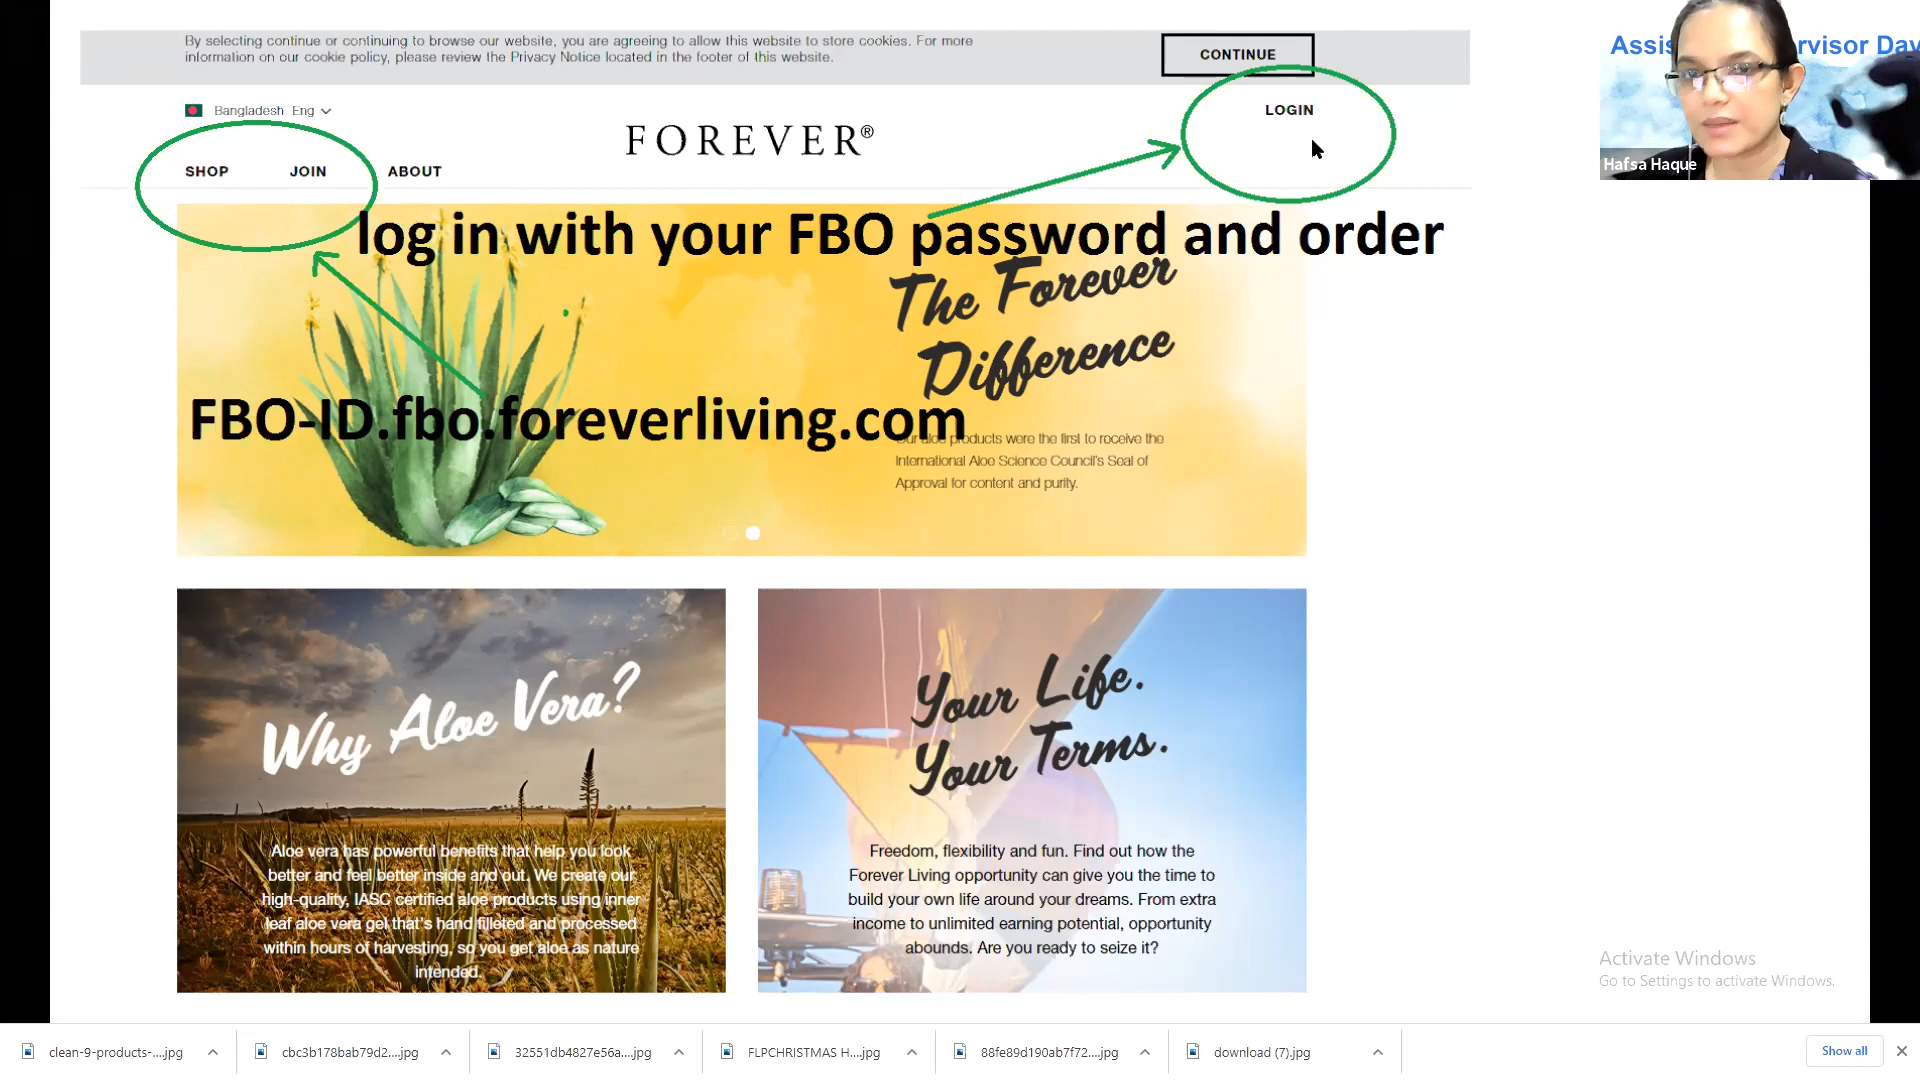 By selecting continue or continuing to browse our website, you are agreeing to allow this website to store cookies. For more
information on our cookie policy, please review the Privacy Notice located in the footer of this website.
CONTINUE
Bangladesh Eng
LOGIN
FOREVER®
SHOP JOIN ABOUT
log in with your FBO password and order
The Forever
Difference
FBO-ID.fbo.foreverliving.com
Our aloe products were the first to receive the
International Aloe Science Council's Seal of
Approval for content and purity.
Why Aloe Vera?
Aloe vera has powerful benefits that help you look
better and feel better inside and out. We create our
high-quality, IASC certified aloe products using inner
leaf aloe vera gel that's hand filleted and processed
within hours of harvesting, so you get aloe as nature
intended.
Your Life.
Your Terms.
Freedom, flexibility and fun. Find out how the
Forever Living opportunity can give you the time to
build your own life around your dreams. From extra
income to unlimited earning potential, opportunity
abounds. Are you ready to seize it?
Hafsa Haque
Activate Windows
Go to Settings to activate Windows.
clean-9-products-....jpg
cbc3b178bab79d2....jpg
32551db4827e56a....jpg
FLPCHRISTMAS H....jpg
88fe89d190ab7f72....jpg
download (7).jpg
Show all